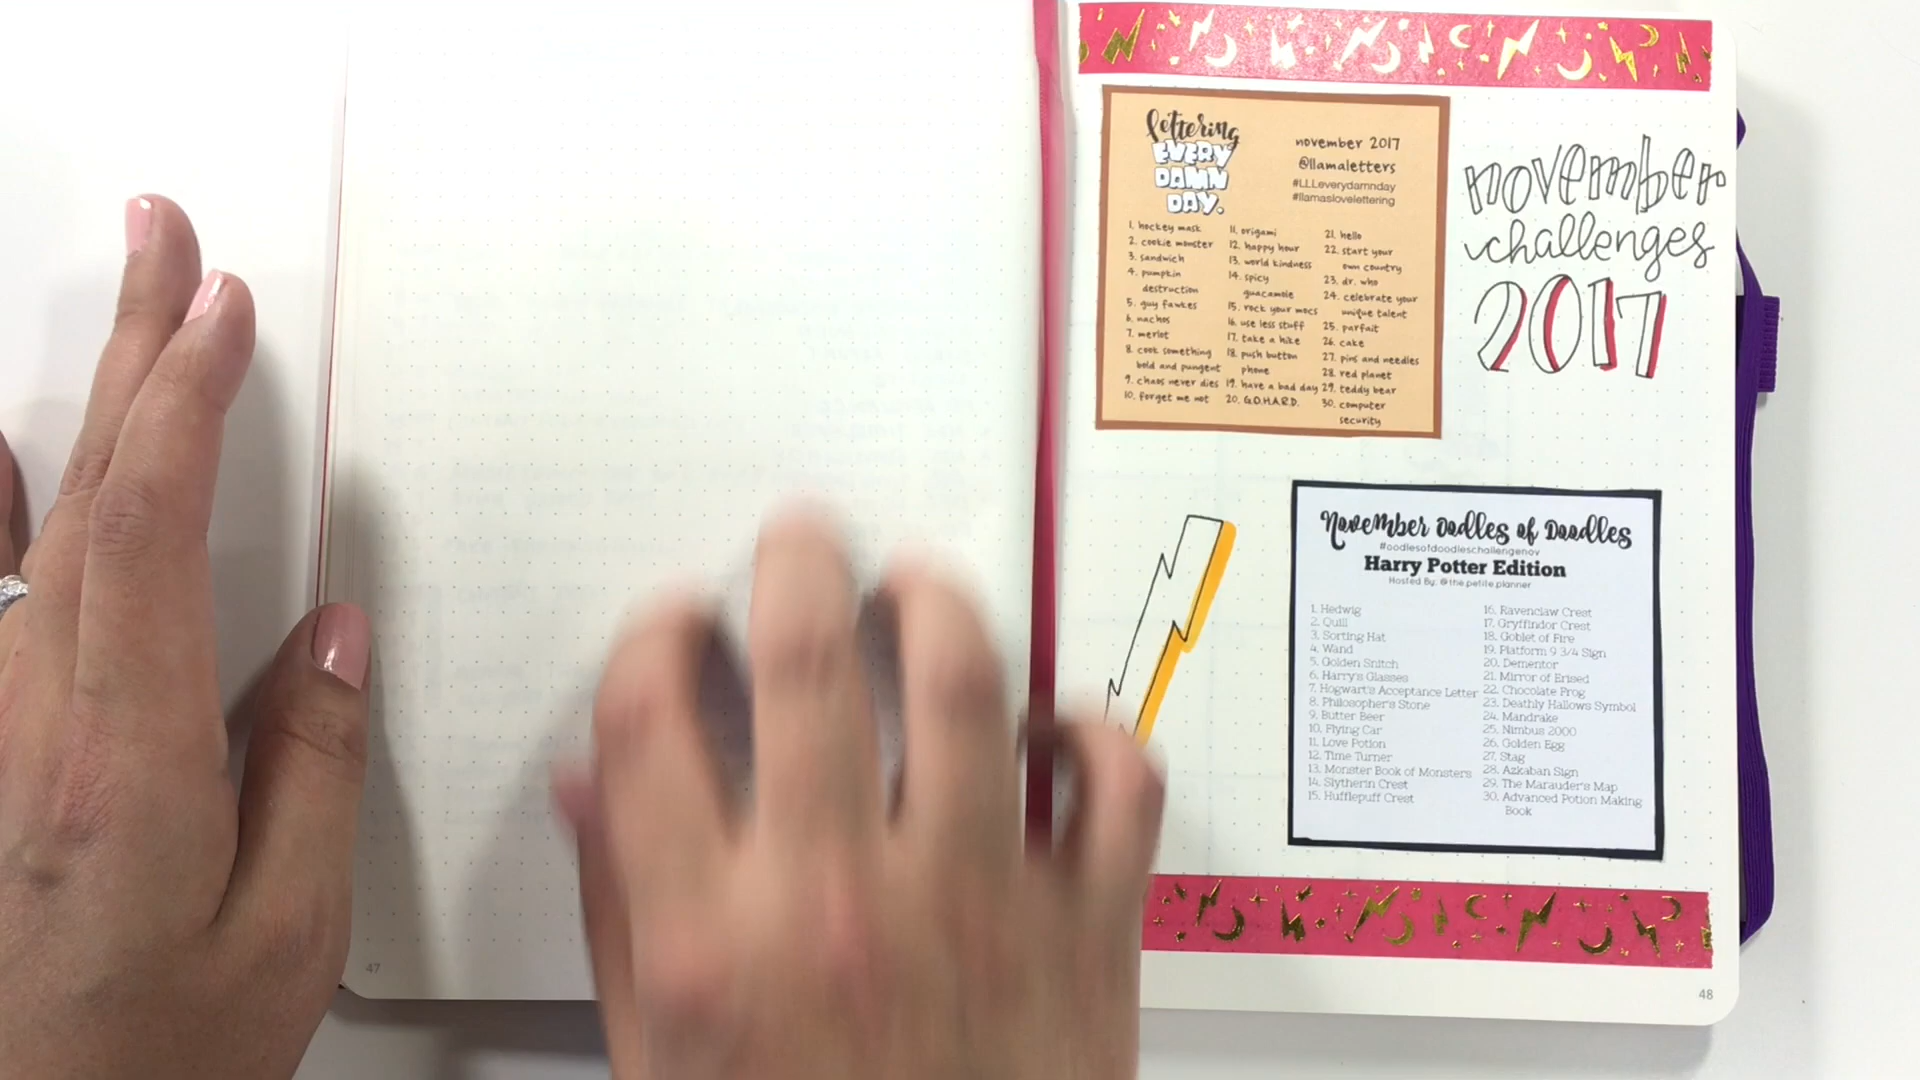 lettering
EVERY
DAMN
DAY.
november 2017
@llamaletters
#LLLeverydamnday
#llamaslovelettering
1. hockey mask
2. cookie monster
3. sandwich
4. pumpkin
destruction
5. guy fawkes
6. nachos
7. merlot
8. cook something
bold and pungent
9. chaos never dies
10. forget me not
11. origami
12. happy hour
13. world kindness
14. spicy
guacamole
15. rock your mocs
16. use less stuff
17. take a hike
18. push button
phone
19. have a bad day
20. G.O.H.A.R.D.
21. hello
22. start your
own country
23. dr. who
24. celebrate your
unique talent
25. parfait
26. cake
27. pins and needles
28. red planet
29. teddy bear
30. computer
security
november
challenges
2017
November Oodles of Doodles
#oodlesofdoodleschallengenov
Harry Potter Edition
Hosted By: @the.petite.planner
1. Hedwig
2. Quill
3. Sorting Hat
4. Wand
5. Golden Snitch
6. Harry's Glasses
7. Hogwart's Acceptance Letter
8. Philosopher's Stone
9. Butter Beer
10. Flying Car
11. Love Potion
12. Time Turner
13. Monster Book of Monsters
14. Slytherin Crest
15. Hufflepuff Crest
16. Ravenclaw Crest
17. Gryffindor Crest
18. Goblet of Fire
19. Platform 9 3/4 Sign
20. Dementor
21. Mirror of Erised
22. Chocolate Frog
23. Deathly Hallows Symbol
24. Mandrake
25. Nimbus 2000
26. Golden Egg
27. Stag
28. Azkaban Sign
29. The Marauder's Map
30. Advanced Potion Making
Book
47
48